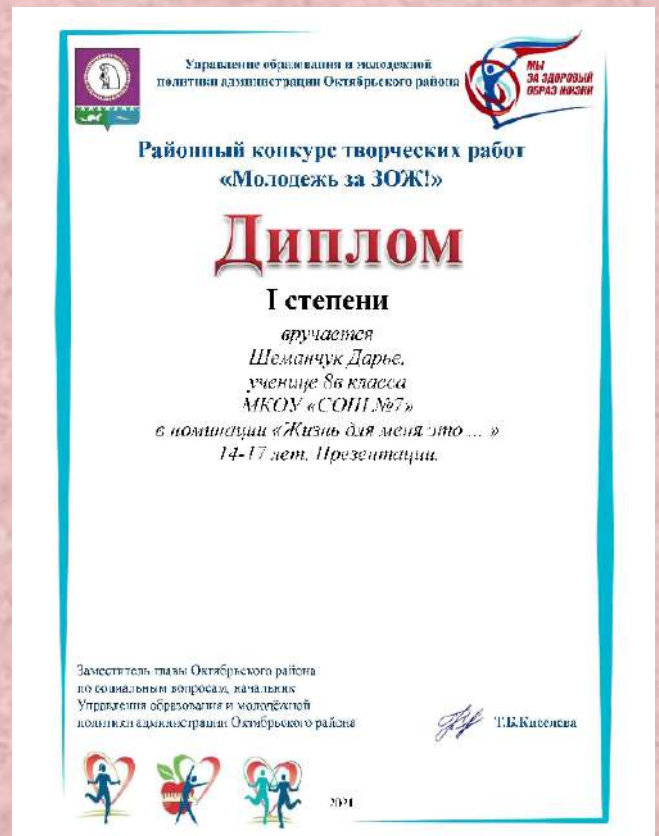 Управление образования и молодежной
политики администрации Октябрьского района
МЫ
ЗА ЗДОРОВЫЙ
ОБРАЗ ЖИЗНИ
Районный конкурс творческих работ
«Молодежь за ЗОЖ!»
Диплом
I степени
вручается
Шеманчук Дарье,
ученице 8в класса
МКОУ «СОШ №7»
в номинации «Жизнь для меня это ... »
14-17 лет. Презентации.
Заместитель главы Октябрьского района
по социальным вопросам, начальник
Управления образования и молодёжной
политики администрации Октябрьского района
Т.Б.Киселева
2021